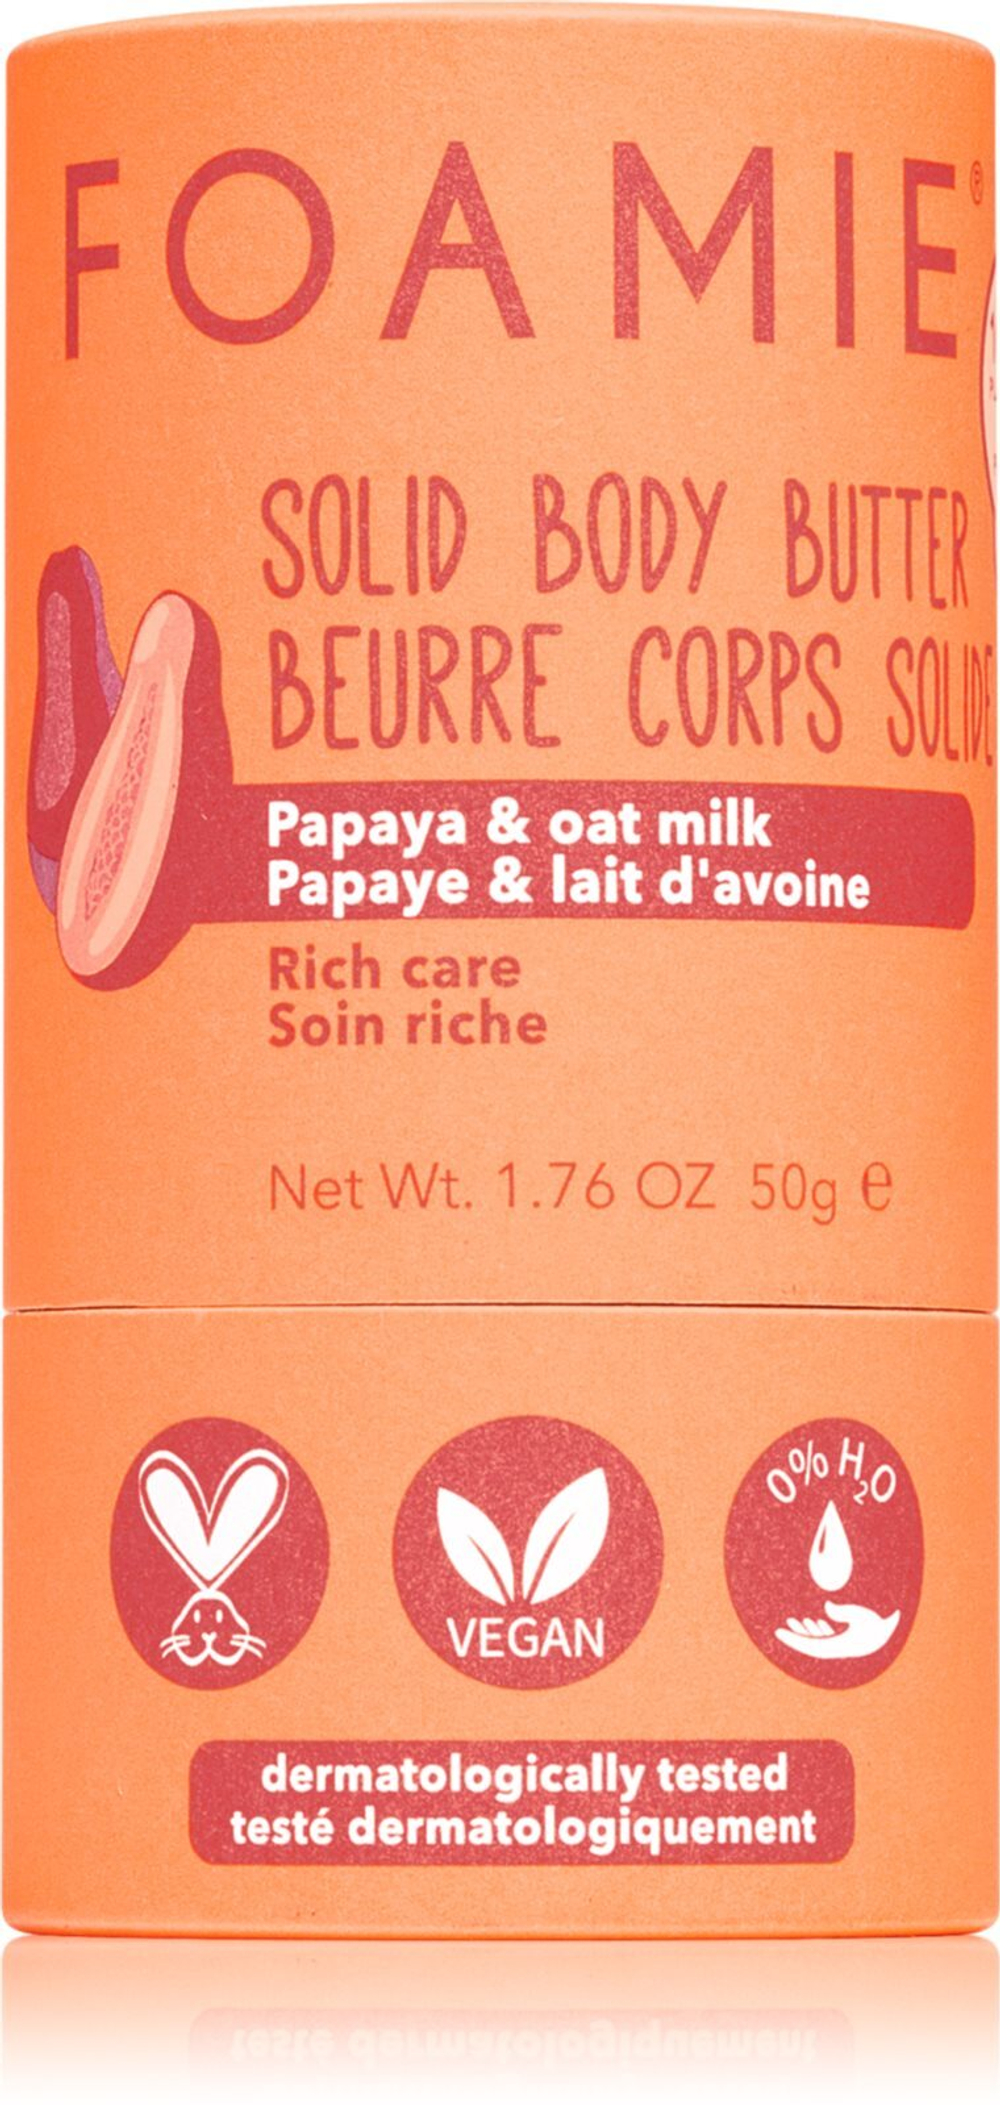 FOAMIE®
SOLID BODY BUTTER
BEURRE CORPS SOLIDE
Papaya & oat milk
Papaye & lait d'avoine
Rich care
Soin riche
Net Wt. 1.76 OZ 50g ℮
VEGAN
0% H₂O
dermatologically tested
testé dermatologiquement